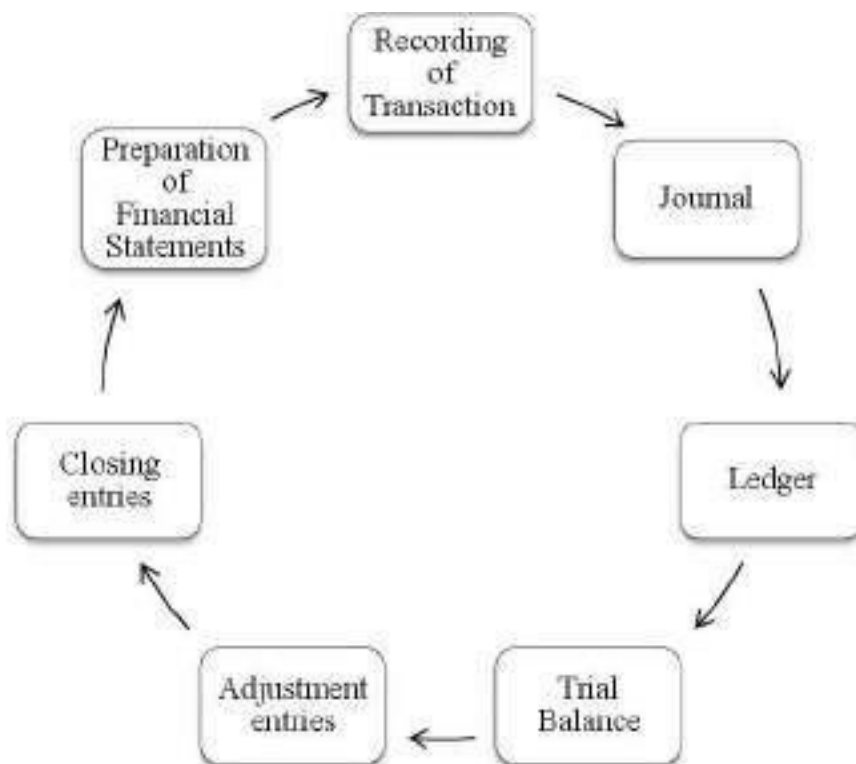 Recording
of
Transaction
Journal
Ledger
Trial
Balance
Adjustment
entries
Closing
entries
Preparation
of
Financial
Statements